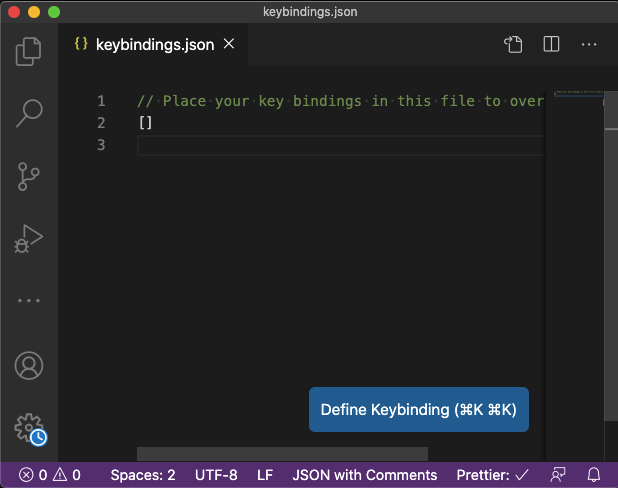 keybindings.json
{} keybindings.json
1 // Place your key bindings in this file to over
2 []
3
Define Keybinding (⌘K ⌘K)
0 0 Spaces: 2 UTF-8 LF JSON with Comments Prettier: ✓